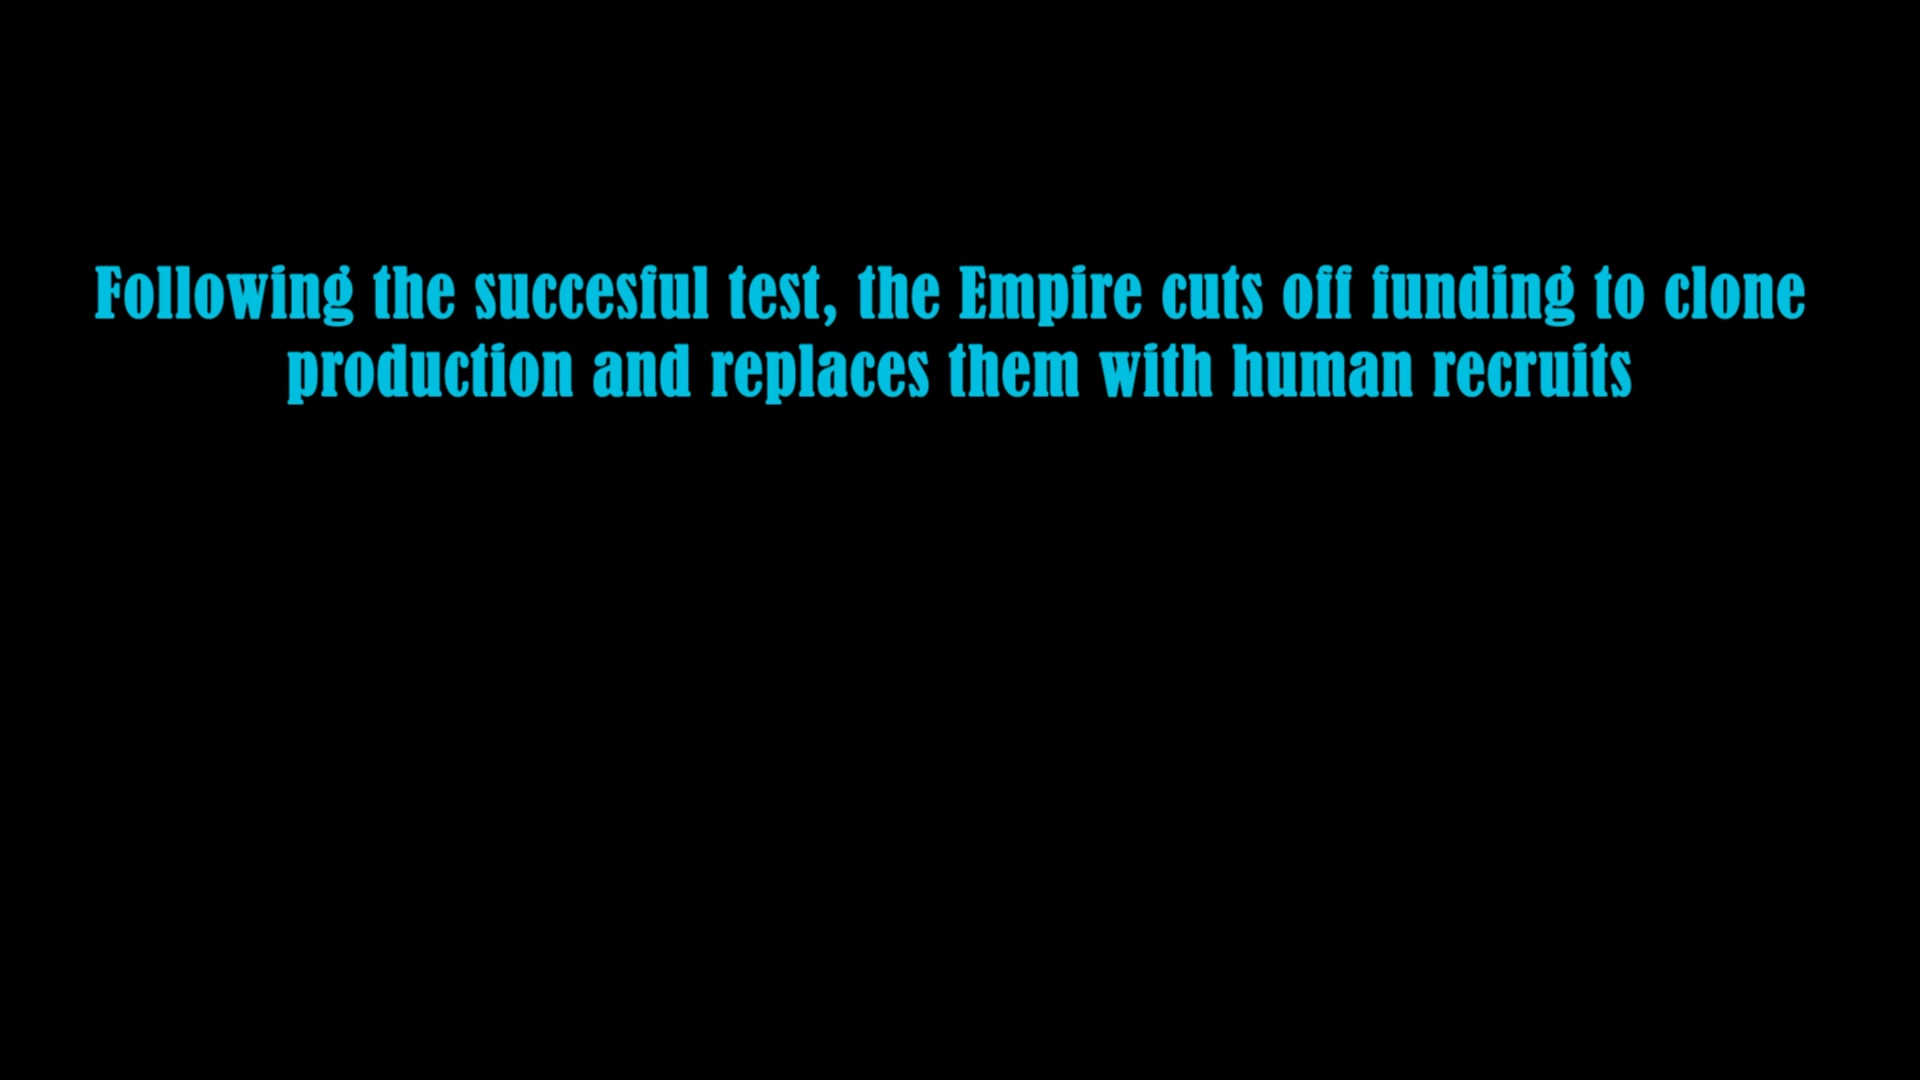 Following the succesful test, the Empire cuts off funding to clone
production and replaces them with human recruits